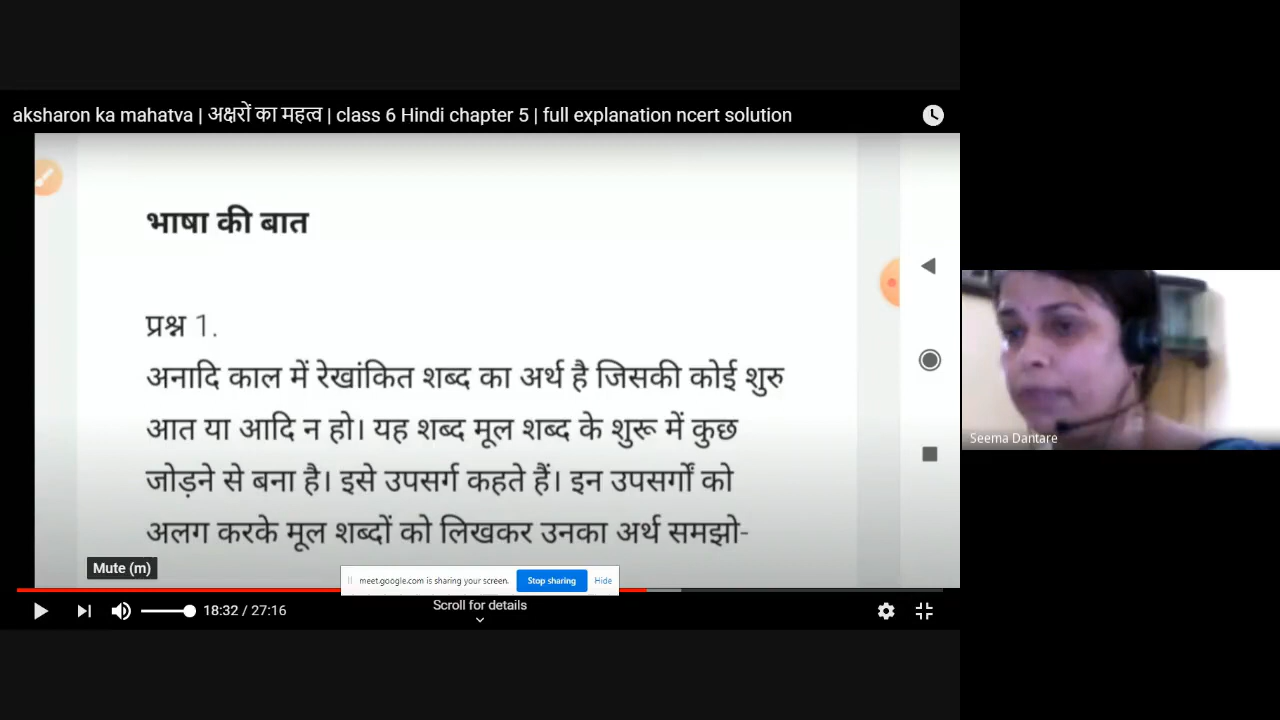 aksharon ka mahatva | अक्षरों का महत्व | class 6 Hindi chapter 5 | full explanation ncert solution
भाषा की बात
प्रश्न 1.
अनादि काल में रेखांकित शब्द का अर्थ है जिसकी कोई शुरु
आत या आदि न हो। यह शब्द मूल शब्द के शुरू में कुछ
जोड़ने से बना है। इसे उपसर्ग कहते हैं। इन उपसर्गों को
अलग करके मूल शब्दों को लिखकर उनका अर्थ समझो-
Seema Dantare
Mute (m)
meet.google.com is sharing your screen.
Stop sharing
Hide
18:32 / 27:16
Scroll for details